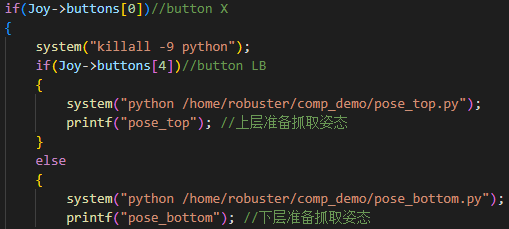 if(Joy->buttons[0])//button X
{
system("killall -9 python");
if(Joy->buttons[4])//button LB
{
system("python /home/robuster/comp_demo/pose_top.py");
printf("pose_top"); //上层准备抓取姿态
}
else
{
system("python /home/robuster/comp_demo/pose_bottom.py");
printf("pose_bottom"); //下层准备抓取姿态